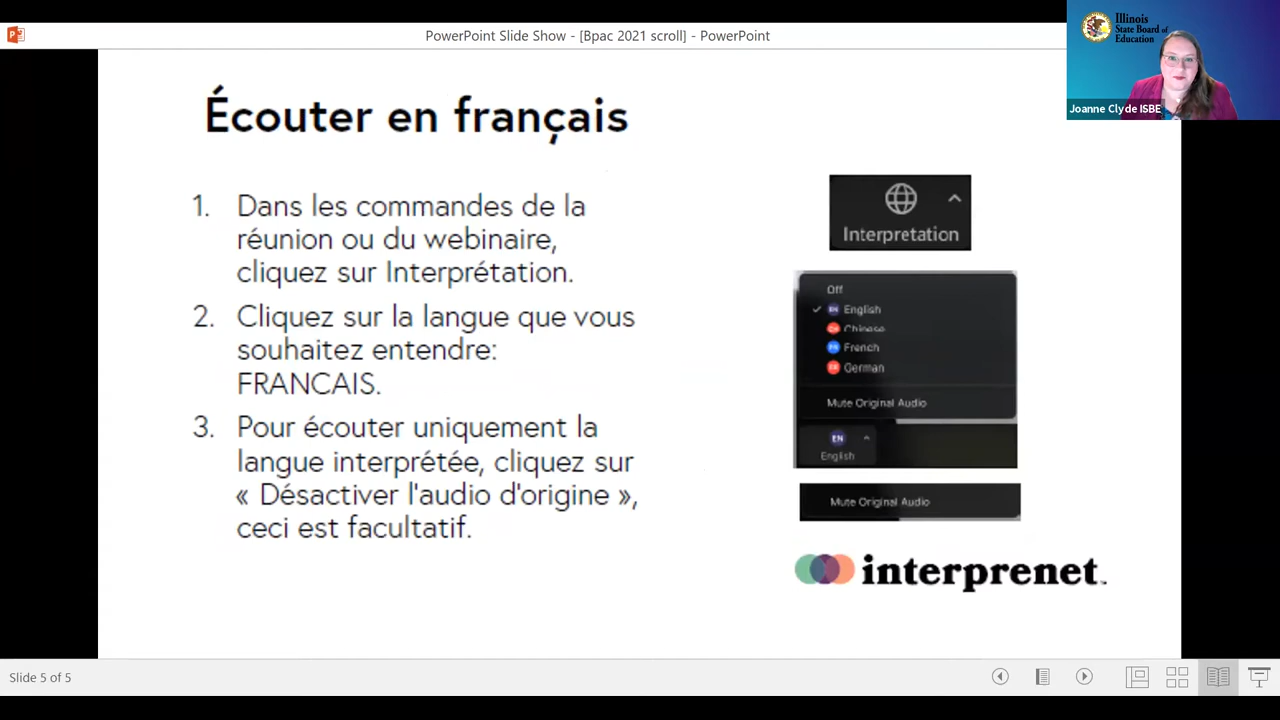 PowerPoint Slide Show - [Bpac 2021 scroll] - PowerPoint
Illinois
State Board of
Education
Joanne Clyde ISBE
Écouter en français
1. Dans les commandes de la
réunion ou du webinaire,
cliquez sur Interprétation.
2. Cliquez sur la langue que vous
souhaitez entendre:
FRANCAIS.
3. Pour écouter uniquement la
langue interprétée, cliquez sur
« Désactiver l'audio d'origine »,
ceci est facultatif.
Interpretation
Off
EN English
Chinese
French
German
Mute Original Audio
EN
English
Mute Original Audio
interprenet
Slide 5 of 5